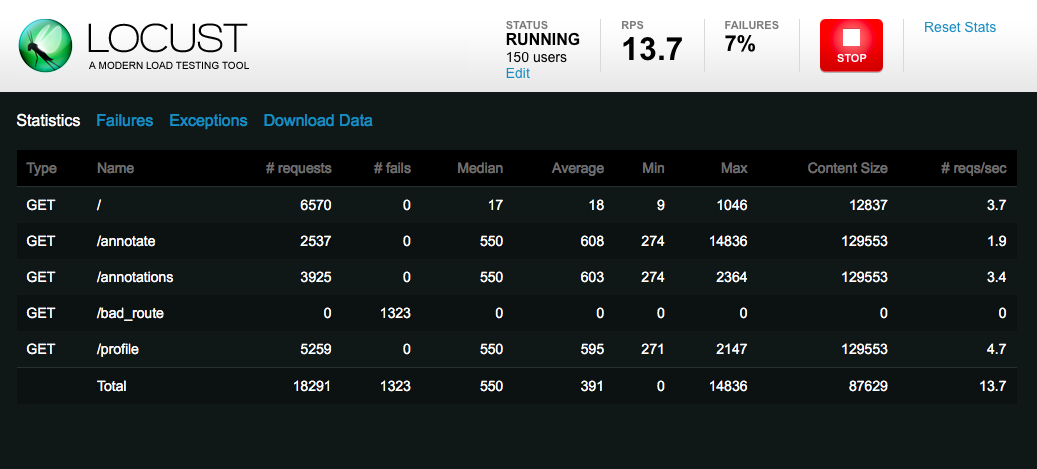 LOCUST
A MODERN LOAD TESTING TOOL
STATUS
RUNNING
150 users
Edit
RPS
13.7
FAILURES
7%
STOP
Reset Stats
Statistics Failures Exceptions Download Data
Type Name # requests # fails Median Average Min Max Content Size # reqs/sec
GET / 6570 0 17 18 9 1046 12837 3.7
GET /annotate 2537 0 550 608 274 14836 129553 1.9
GET /annotations 3925 0 550 603 274 2364 129553 3.4
GET /bad_route 0 1323 0 0 0 0 0 0
GET /profile 5259 0 550 595 271 2147 129553 4.7
Total 18291 1323 550 391 0 14836 87629 13.7